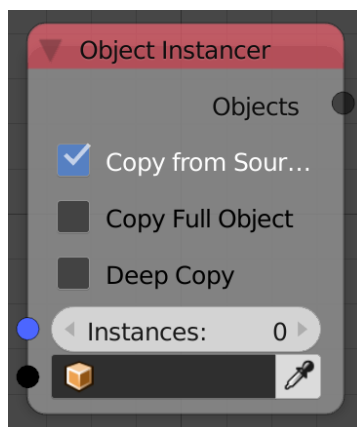 Object Instancer
Objects
Copy from Sour...
Copy Full Object
Deep Copy
Instances: 0